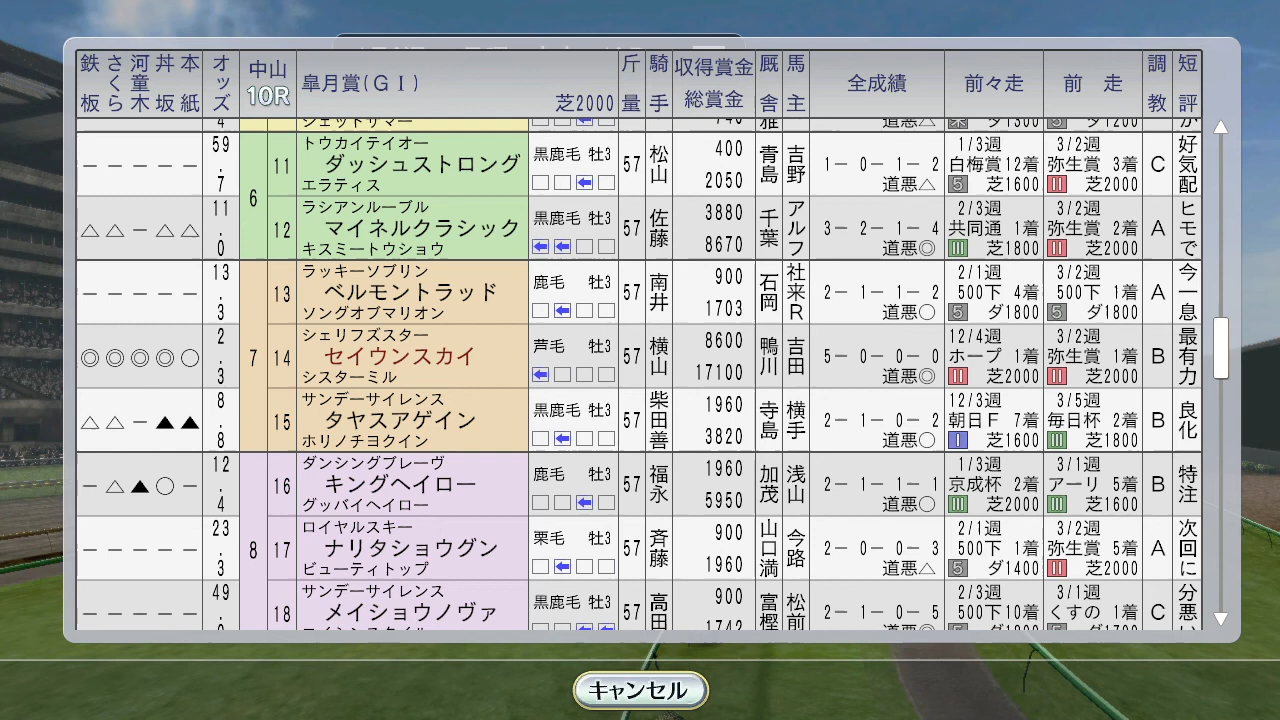 鉄板 さくら 河童木 丼坂 本紙 オッズ 中山 10R 皐月賞(GⅠ) 芝2000 斤量 騎手 収得賞金 総賞金 厩舎 馬主 全成績 前々走 前走 調教 短評
ダ1300 5 ダ1200
6
― ― ― ― ― 59.7 11 トウカイテイオー 黒鹿毛 牡3 57 松山 400 青島 吉野 1- 0- 1- 2 1/3週 3/2週 C 好気配
ダッシュストロング 白梅賞12着 弥生賞 3着
エラティス 2050 道悪△ 5 芝1600 Ⅱ 芝2000
△ △ ― △ △ 11.0 12 ラシアンルーブル 黒鹿毛 牡3 57 佐藤 3880 千葉 アルフ 3- 2- 1- 4 2/3週 3/2週 A ヒモで
マイネルクラシック 共同通 1着 弥生賞 2着
キスミートウショウ 8670 道悪◎ Ⅲ 芝1800 Ⅱ 芝2000
7
― ― ― ― ― 13.3 13 ラッキーソブリン 鹿毛 牡3 57 南井 900 石岡 社来R 2- 1- 1- 2 2/1週 3/2週 A 今一息
ベルモントラッド 500下 4着 500下 1着
ソングオブマリオン 1703 道悪○ 5 ダ1800 5 ダ1800
◎ ◎ ◎ ◎ ○ 2.3 14 シェリフズスター 芦毛 牡3 57 横山 8600 鴨川 吉田 5- 0- 0- 0 12/4週 3/2週 B 最有力
セイウンスカイ ホープ 1着 弥生賞 1着
シスターミル 17100 道悪◎ Ⅱ 芝2000 Ⅱ 芝2000
△ △ ― ▲ ▲ 8.8 15 サンデーサイレンス 黒鹿毛 牡3 57 柴田善 1960 寺島 横手 2- 1- 0- 2 12/3週 3/5週 B 良化
タヤスアゲイン 朝日F 7着 毎日杯 2着
ホリノチヨクイン 3820 道悪○ Ⅰ 芝1600 Ⅲ 芝1800
8
― △ ▲ ○ ― 12.4 16 ダンシングブレーヴ 鹿毛 牡3 57 福永 1960 加茂 浅山 2- 1- 1- 1 1/3週 3/1週 B 特注
キングヘイロー 京成杯 2着 アーリ 5着
グッバイヘイロー 5950 道悪○ Ⅲ 芝2000 Ⅲ 芝1600
― ― ― ― ― 23.3 17 ロイヤルスキー 栗毛 牡3 57 斉藤 900 山口満 今路 2- 0- 0- 3 2/1週 3/2週 A 次回に
ナリタショウグン 500下 1着 弥生賞 5着
ビューティトップ 1960 道悪△ 5 ダ1400 Ⅱ 芝2000
― ― ― ― ― 49 18 サンデーサイレンス 黒鹿毛 牡3 57 高田 900 富樫 松前 2- 1- 0- 5 2/3週 3/1週 C 分悪い
メイショウノヴァ 500下10着 くすの 1着
キャンセル